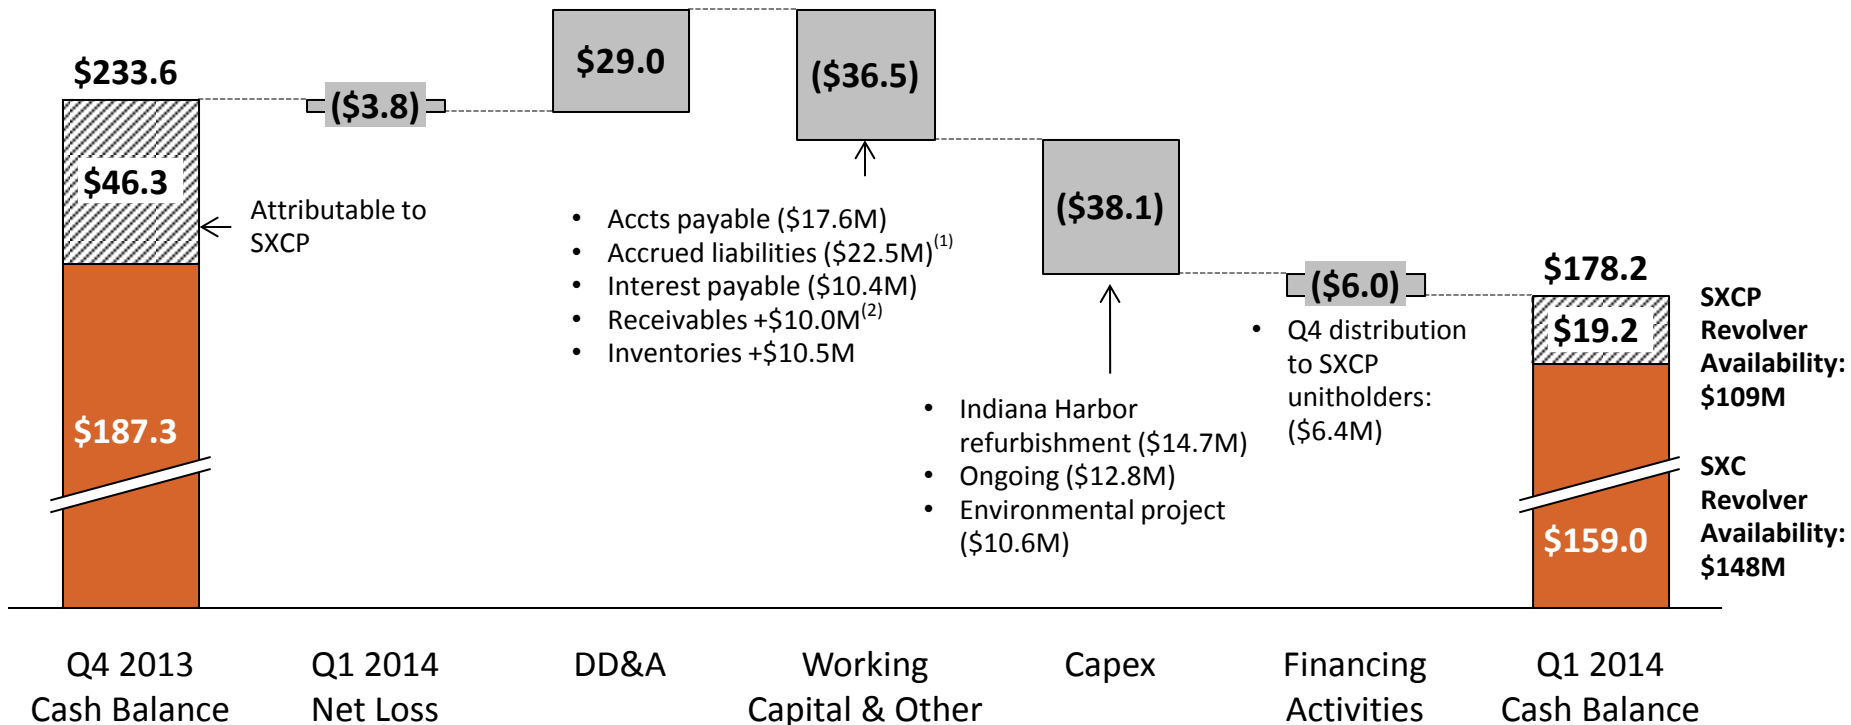 $233.6
$46.3
$187.3
Attributable to
SXCP
($3.8)
$29.0
($36.5)
• Accts payable ($17.6M)
• Accrued liabilities ($22.5M)(1)
• Interest payable ($10.4M)
• Receivables +$10.0M(2)
• Inventories +$10.5M
($38.1)
• Indiana Harbor
refurbishment ($14.7M)
• Ongoing ($12.8M)
• Environmental project
($10.6M)
($6.0)
• Q4 distribution
to SXCP
unitholders:
($6.4M)
$178.2
$19.2
$159.0
SXCP
Revolver
Availability:
$109M
SXC
Revolver
Availability:
$148M
Q4 2013
Cash Balance
Q1 2014
Net Loss
DD&A
Working
Capital & Other
Capex
Financing
Activities
Q1 2014
Cash Balance